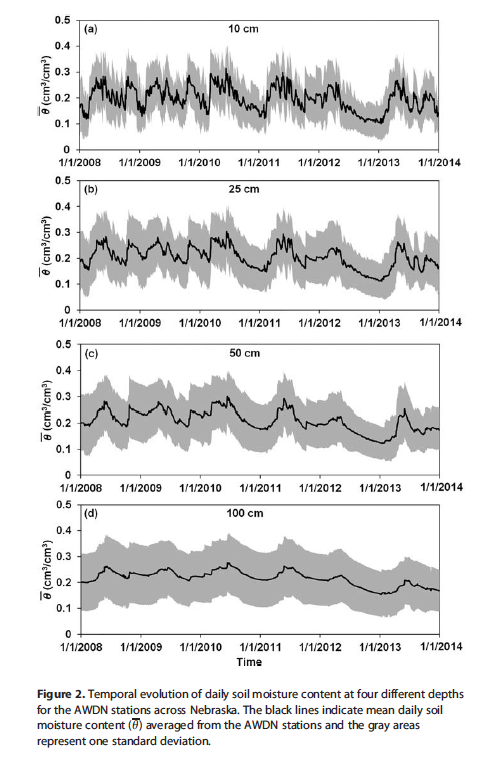 (a) 10 cm
0.5
0.4
0.3
0.2
0.1
0
θ̅ (cm³/cm³)
1/1/2008 1/1/2009 1/1/2010 1/1/2011 1/1/2012 1/1/2013 1/1/2014
(b) 25 cm
0.5
0.4
0.3
0.2
0.1
0
θ̅ (cm³/cm³)
1/1/2008 1/1/2009 1/1/2010 1/1/2011 1/1/2012 1/1/2013 1/1/2014
(c) 50 cm
0.5
0.4
0.3
0.2
0.1
0
θ̅ (cm³/cm³)
1/1/2008 1/1/2009 1/1/2010 1/1/2011 1/1/2012 1/1/2013 1/1/2014
(d) 100 cm
0.5
0.4
0.3
0.2
0.1
0
θ̅ (cm³/cm³)
1/1/2008 1/1/2009 1/1/2010 1/1/2011 1/1/2012 1/1/2013 1/1/2014
Time
Figure 2. Temporal evolution of daily soil moisture content at four different depths
for the AWDN stations across Nebraska. The black lines indicate mean daily soil
moisture content (θ̅) averaged from the AWDN stations and the gray areas
represent one standard deviation.